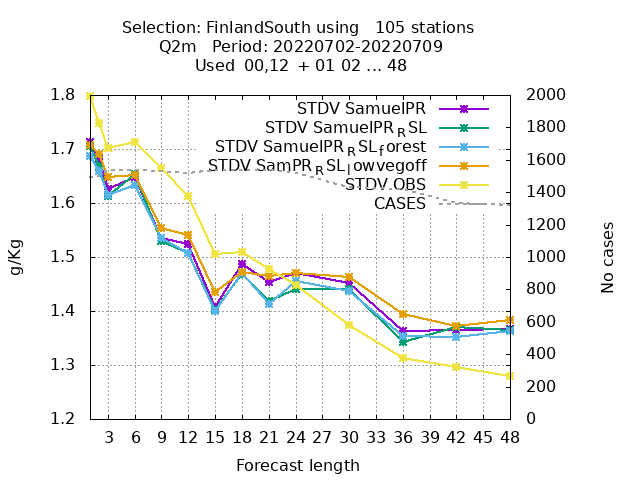 Selection: FinlandSouth using 105 stations
Q2m Period: 20220702-20220709
Used 00,12 + 01 02 ... 48
STDV SamuelPR
STDV SamuelPR_RSL
STDV SamuelPR_RSL_forest
STDV SamPR_RSL_lowvegoff
STDV OBS
CASES
1.8
1.7
1.6
1.5
1.4
1.3
1.2
g/Kg
2000
1800
1600
1400
1200
1000
800
600
400
200
0
No cases
3 6 9 12 15 18 21 24 27 30 33 36 39 42 45 48
Forecast length